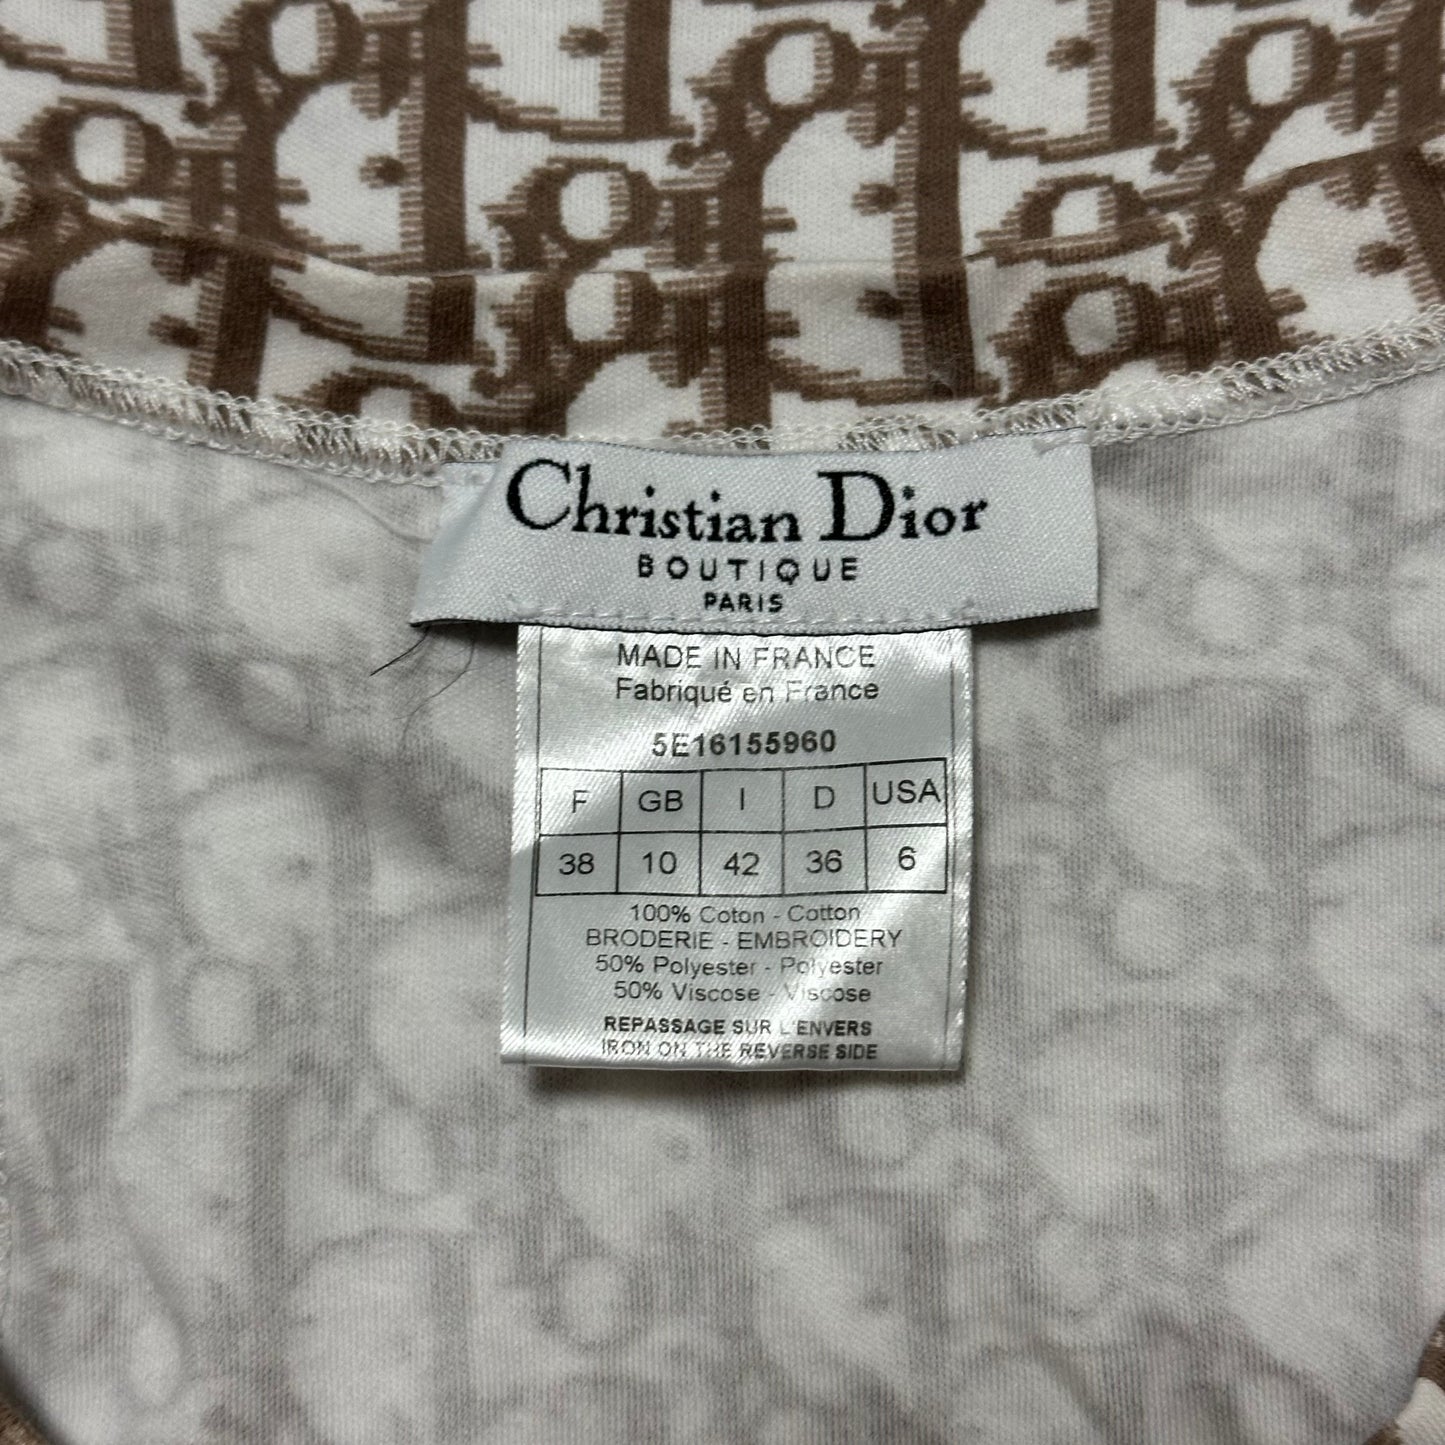 Christian Dior
BOUTIQUE
PARIS
MADE IN FRANCE
Fabriqué en France
5E16155960
F GB I D USA
38 10 42 36 6
100% Coton - Cotton
BRODERIE - EMBROIDERY
50% Polyester - Polyester
50% Viscose - Viscose
REPASSAGE SUR L'ENVERS
IRON ON THE REVERSE SIDE